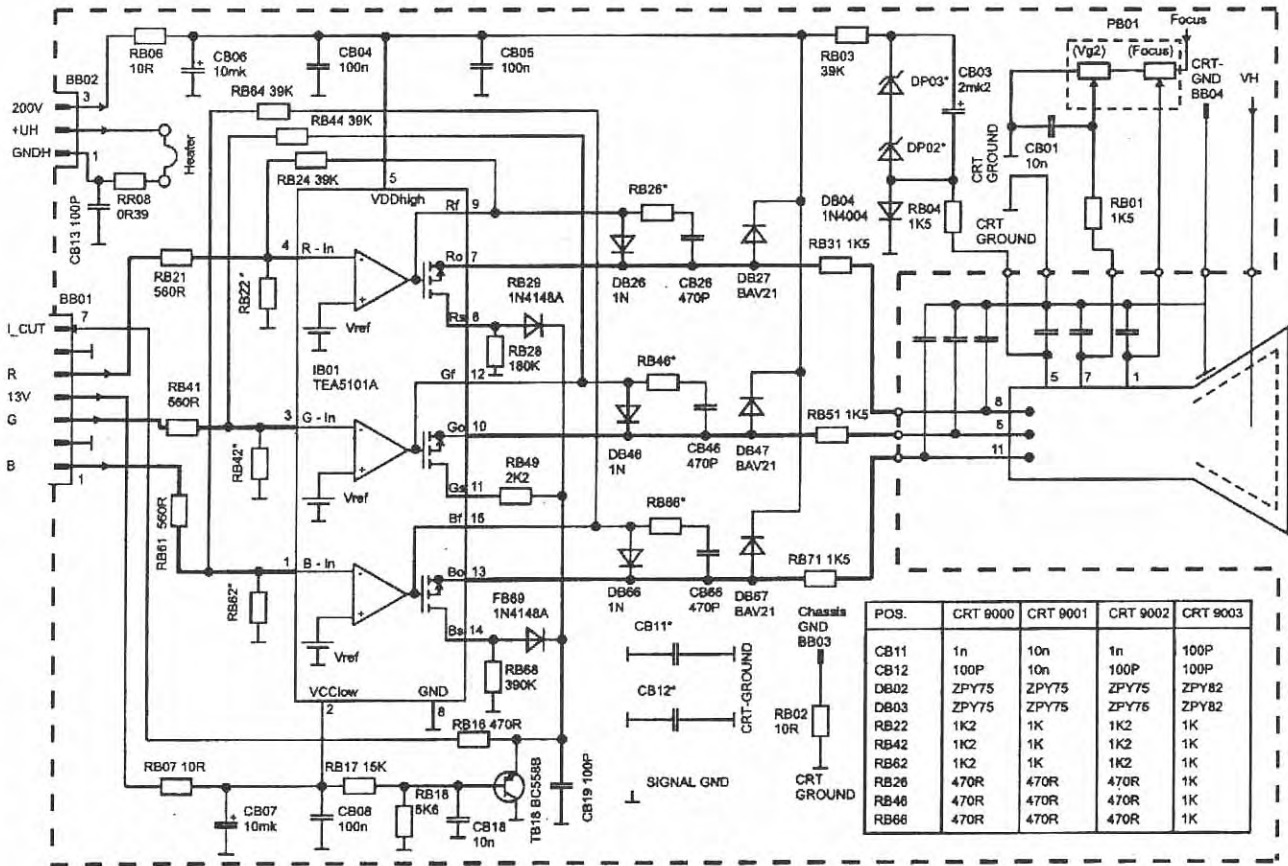 RB06
10R
CB06
10mk
CB04
100n
CB05
100n
RB03
39K
DP03*
CB03
2mk2
PB01
Focus
(Vg2)
(Focus)
CRT-
GND
BB04
VH
BB02
3
200V
+UH
GNDH
1
Heater
RR08
0R39
CB13 100P
RB64 39K
RB44 39K
RB24 39K
5
VDDhigh
DP02*
CB01
10n
CRT
GROUND
CRT
GROUND
RB01
1K5
RB04
1K5
DB04
1N4004
RB26*
Rf
9
4
R - In
Ro
7
RB21
560R
RB22*
Vref
Rs
6
RB29
1N4148A
RB28
180K
DB26
1N
CB26
470P
DB27
BAV21
RB31 1K5
BB01
7
I_CUT
R
13V
G
B
1
IB01
TEA5101A
Gf
12
RB46*
RB41
560R
3
G - In
Go
10
RB42*
Vref
Gs
11
RB49
2K2
DB46
1N
CB46
470P
DB47
BAV21
RB51 1K5
5
7
1
8
6
11
RB61 560R
Bf
15
RB66*
1
B - In
Bo
13
RB62*
Vref
Bs
14
FB69
1N4148A
RB68
390K
DB66
1N
CB66
470P
DB67
BAV21
RB71 1K5
VCClow
2
GND
8
CB11*
CB12*
CRT-GROUND
Chassis
GND
BB03
RB02
10R
CRT
GROUND
SIGNAL GND
RB16 470R
RB07 10R
RB17 15K
CB07
10mk
CB08
100n
RB18
5K6
CB18
10n
TB18 BC558B
CB19 100P
POS. CRT 9000 CRT 9001 CRT 9002 CRT 9003
CB11 1n 10n 1n 100P
CB12 100P 10n 100P 100P
DB02 ZPY75 ZPY75 ZPY75 ZPY82
DB03 ZPY75 ZPY75 ZPY75 ZPY82
RB22 1K2 1K 1K2 1K
RB42 1K2 1K 1K2 1K
RB62 1K2 1K 1K2 1K
RB26 470R 470R 470R 1K
RB46 470R 470R 470R 1K
RB66 470R 470R 470R 1K